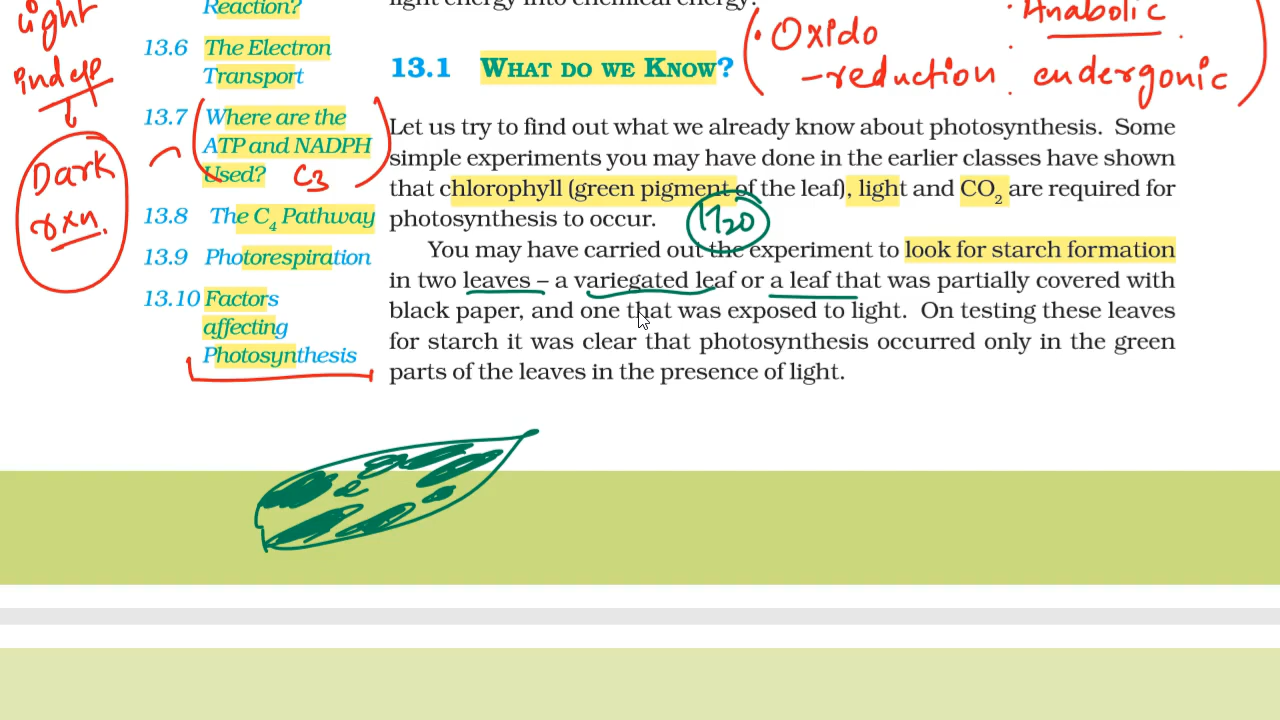 light
indep
Dark
rxn.
Reaction?
13.6 The Electron
Transport
13.7 Where are the
ATP and NADPH
Used?
C3
13.8 The C4 Pathway
13.9 Photorespiration
13.10 Factors
affecting
Photosynthesis
light energy into chemical energy.
13.1 WHAT DO WE KNOW?
• Oxido
-reduction
• Anabolic
• endergonic
Let us try to find out what we already know about photosynthesis. Some
simple experiments you may have done in the earlier classes have shown
that chlorophyll (green pigment of the leaf), light and CO2 are required for
photosynthesis to occur.
H2O
You may have carried out the experiment to look for starch formation
in two leaves – a variegated leaf or a leaf that was partially covered with
black paper, and one that was exposed to light. On testing these leaves
for starch it was clear that photosynthesis occurred only in the green
parts of the leaves in the presence of light.